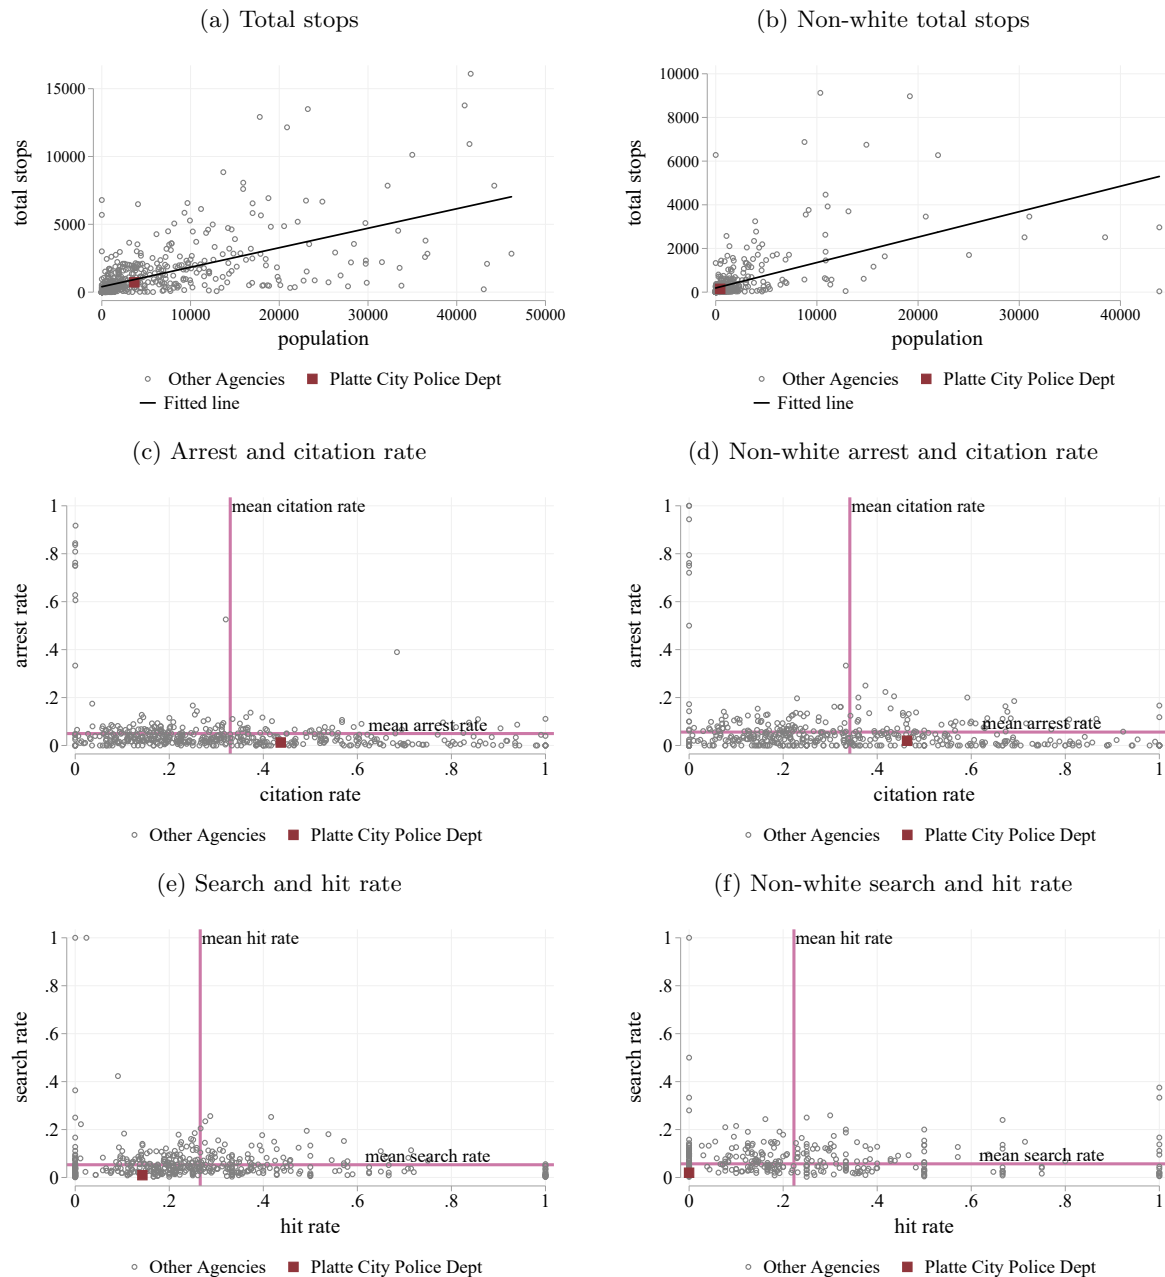 (a) Total stops
(b) Non-white total stops
15000
10000
5000
0
total stops
0 10000 20000 30000 40000 50000
population
Other Agencies Platte City Police Dept
Fitted line
10000
8000
6000
4000
2000
0
total stops
0 10000 20000 30000 40000
population
Other Agencies Platte City Police Dept
Fitted line
(c) Arrest and citation rate
(d) Non-white arrest and citation rate
mean citation rate
1
.8
.6
.4
.2
0
arrest rate
mean arrest rate
0 .2 .4 .6 .8 1
citation rate
Other Agencies Platte City Police Dept
mean citation rate
1
.8
.6
.4
.2
0
arrest rate
mean arrest rate
0 .2 .4 .6 .8 1
citation rate
Other Agencies Platte City Police Dept
(e) Search and hit rate
(f) Non-white search and hit rate
mean hit rate
1
.8
.6
.4
.2
0
search rate
mean search rate
0 .2 .4 .6 .8 1
hit rate
Other Agencies Platte City Police Dept
mean hit rate
1
.8
.6
.4
.2
0
search rate
mean search rate
0 .2 .4 .6 .8 1
hit rate
Other Agencies Platte City Police Dept